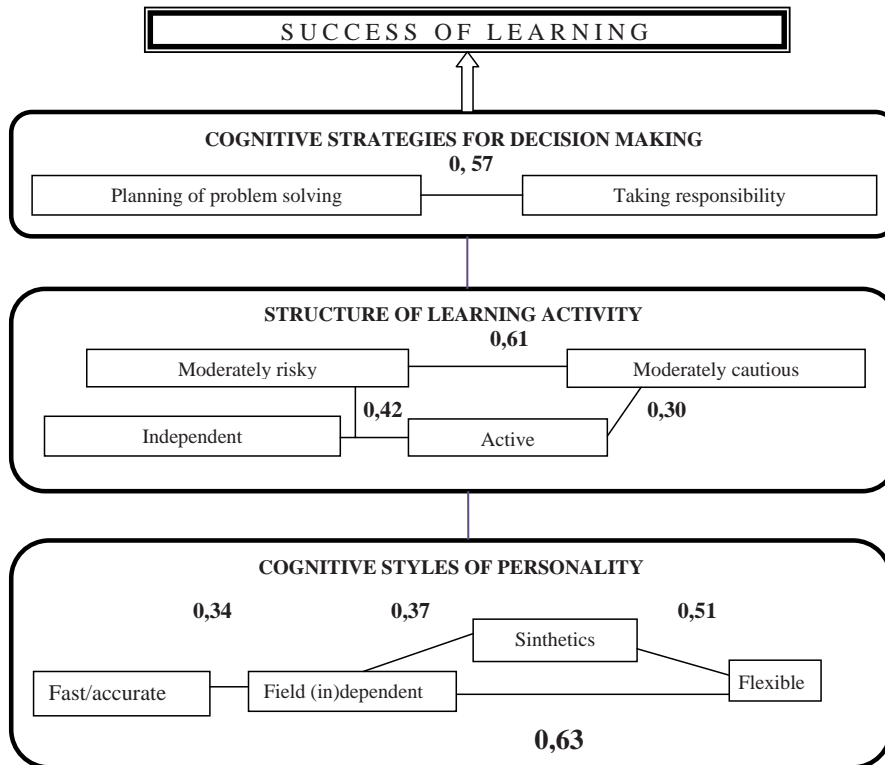 SUCCESS OF LEARNING
COGNITIVE STRATEGIES FOR DECISION MAKING
0, 57
Planning of problem solving
Taking responsibility
STRUCTURE OF LEARNING ACTIVITY
0,61
Moderately risky
Moderately cautious
0,42
0,30
Independent
Active
COGNITIVE STYLES OF PERSONALITY
0,34
0,37
0,51
Sinthetics
Fast/accurate
Field (in)dependent
Flexible
0,63